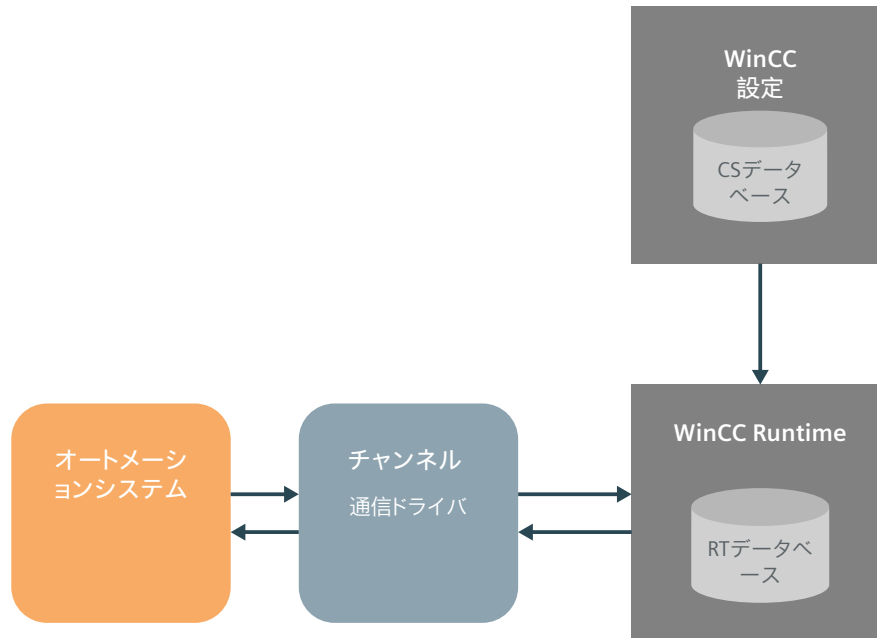 WinCC
設定
CSデータ
ベース
オートメーシ
ョンシステム
チャンネル
通信ドライバ
WinCC Runtime
RTデータベ
ース